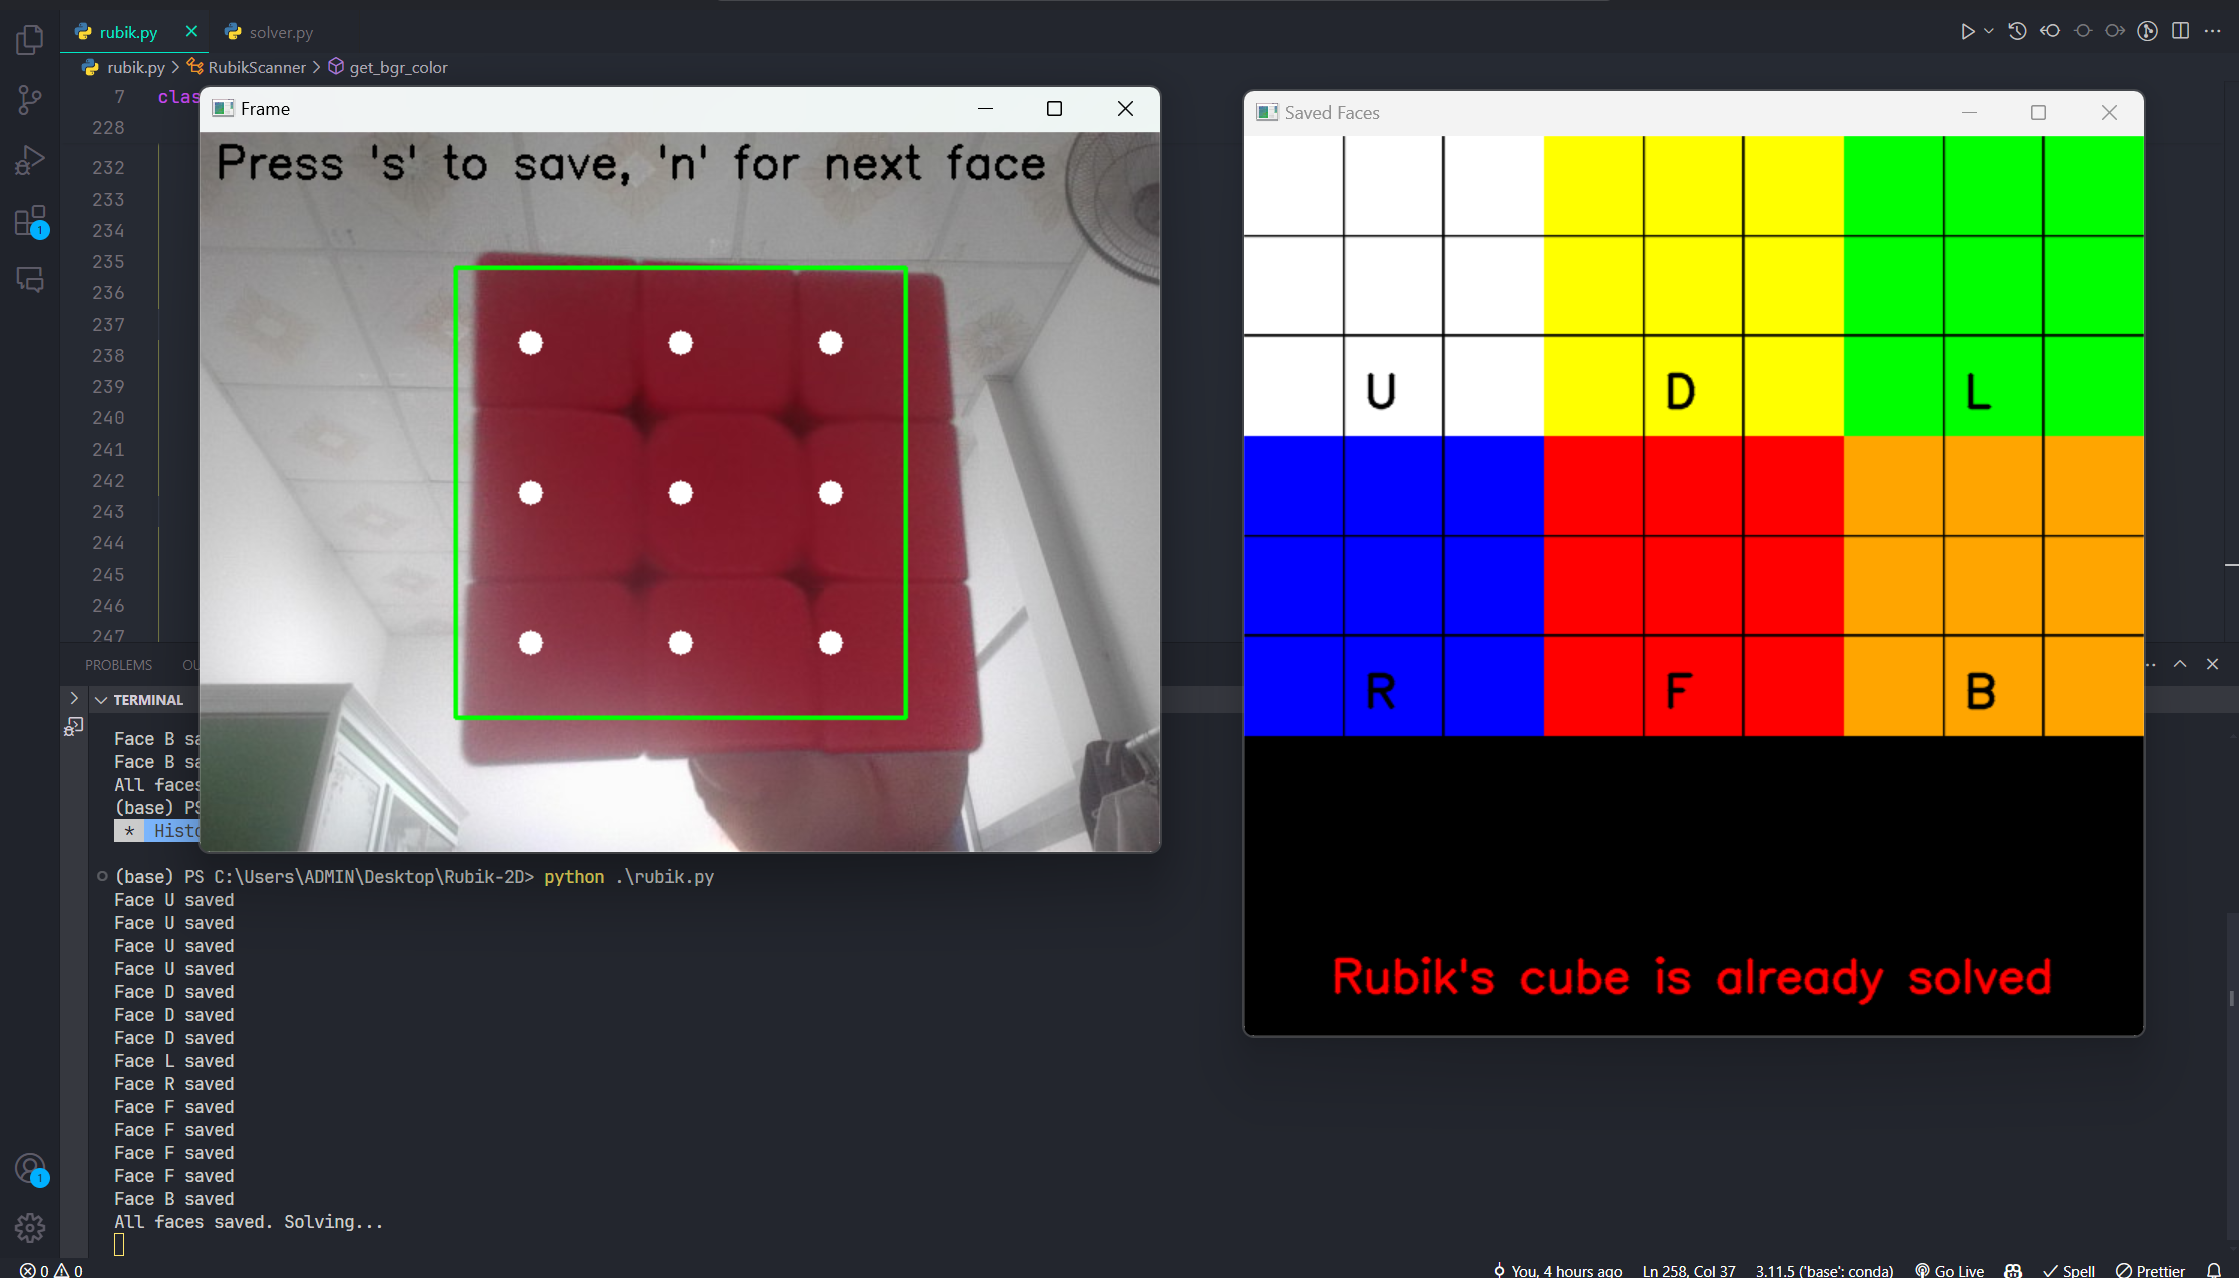 rubik.py
solver.py
rubik.py > RubikScanner > get_bgr_color
7 clas
228
232
233
234
235
236
237
238
239
240
241
242
243
244
245
246
247
Frame
Press 's' to save, 'n' for next face
Saved Faces
U D L
R F B
Rubik's cube is already solved
PROBLEMS OU
TERMINAL
Face B sa
Face B sa
All faces
(base) PS
* Histo
(base) PS C:\Users\ADMIN\Desktop\Rubik-2D> python .\rubik.py
Face U saved
Face U saved
Face U saved
Face U saved
Face D saved
Face D saved
Face D saved
Face L saved
Face R saved
Face F saved
Face F saved
Face F saved
Face F saved
Face B saved
All faces saved. Solving...
1
1
0 0
You, 4 hours ago Ln 258, Col 37 3.11.5 ('base': conda) Go Live Spell Prettier